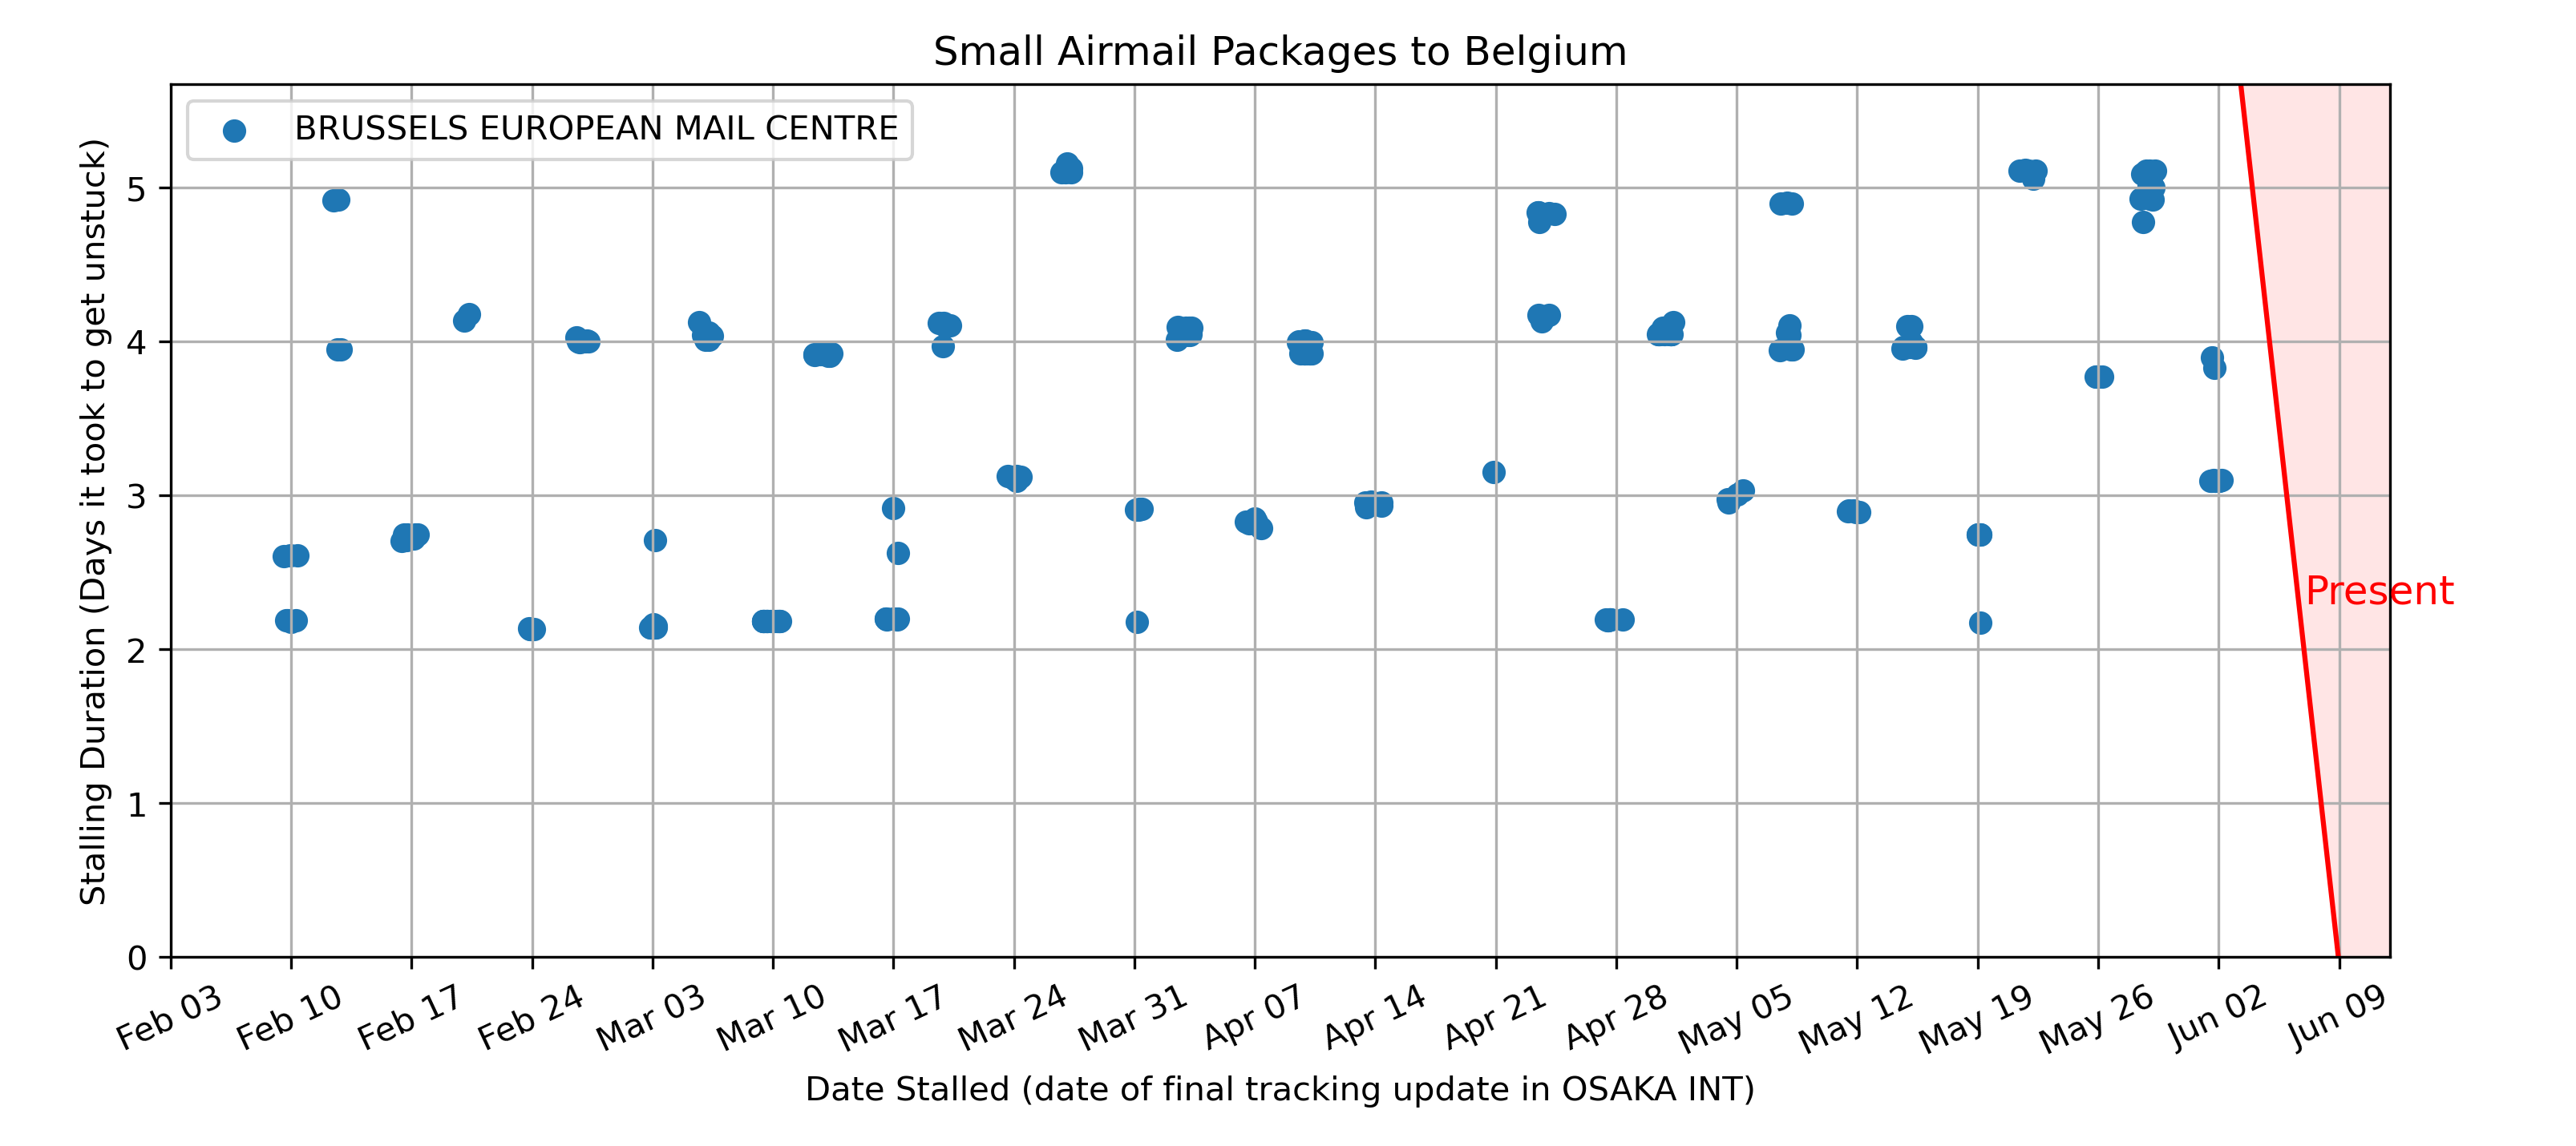 Small Airmail Packages to Belgium
BRUSSELS EUROPEAN MAIL CENTRE
Stalling Duration (Days it took to get unstuck)
5
4
3
2
1
0
Present
Feb 03
Feb 10
Feb 17
Feb 24
Mar 03
Mar 10
Mar 17
Mar 24
Mar 31
Apr 07
Apr 14
Apr 21
Apr 28
May 05
May 12
May 19
May 26
Jun 02
Jun 09
Date Stalled (date of final tracking update in OSAKA INT)